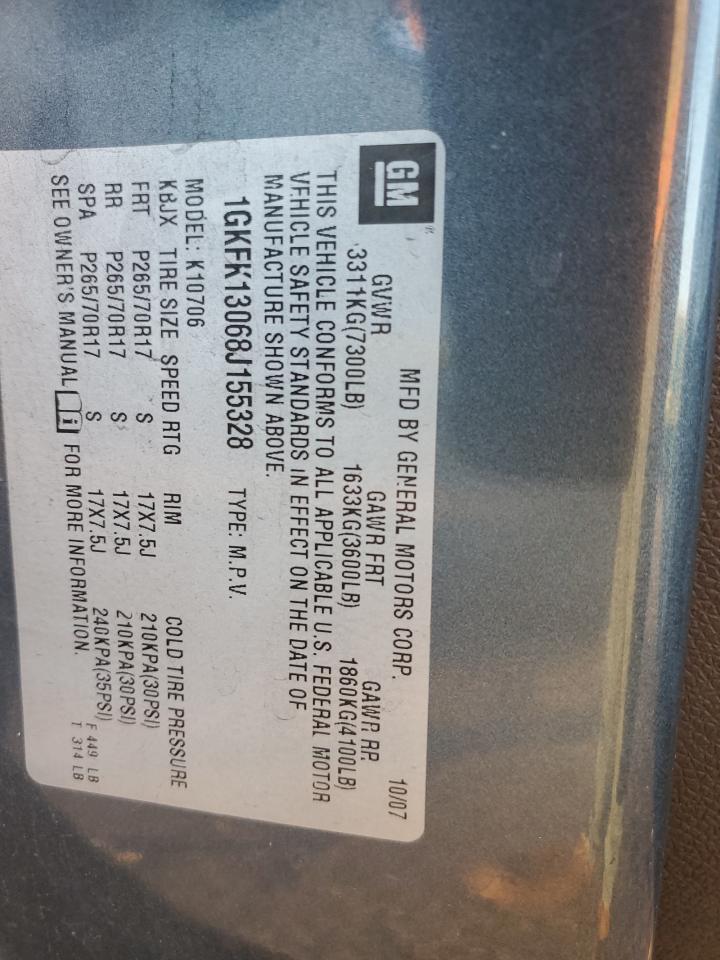 GM
MFD BY GENERAL MOTORS CORP. 10/07
GVWR GAWR FRT GAWR RR
3311KG(7300LB) 1633KG(3600LB) 1860KG(4100LB)
THIS VEHICLE CONFORMS TO ALL APPLICABLE U.S. FEDERAL MOTOR
VEHICLE SAFETY STANDARDS IN EFFECT ON THE DATE OF
MANUFACTURE SHOWN ABOVE.
1GKFK13068J155328 TYPE: M.P.V.
MODEL: K10706
KBJX TIRE SIZE SPEED RTG RIM COLD TIRE PRESSURE
FRT P265/70R17 S 17X7.5J 210KPA(30PSI)
RR P265/70R17 S 17X7.5J 210KPA(30PSI)
SPA P265/70R17 S 17X7.5J 240KPA(35PSI) F 449 LB
SEE OWNER'S MANUAL FOR MORE INFORMATION. T 314 LB